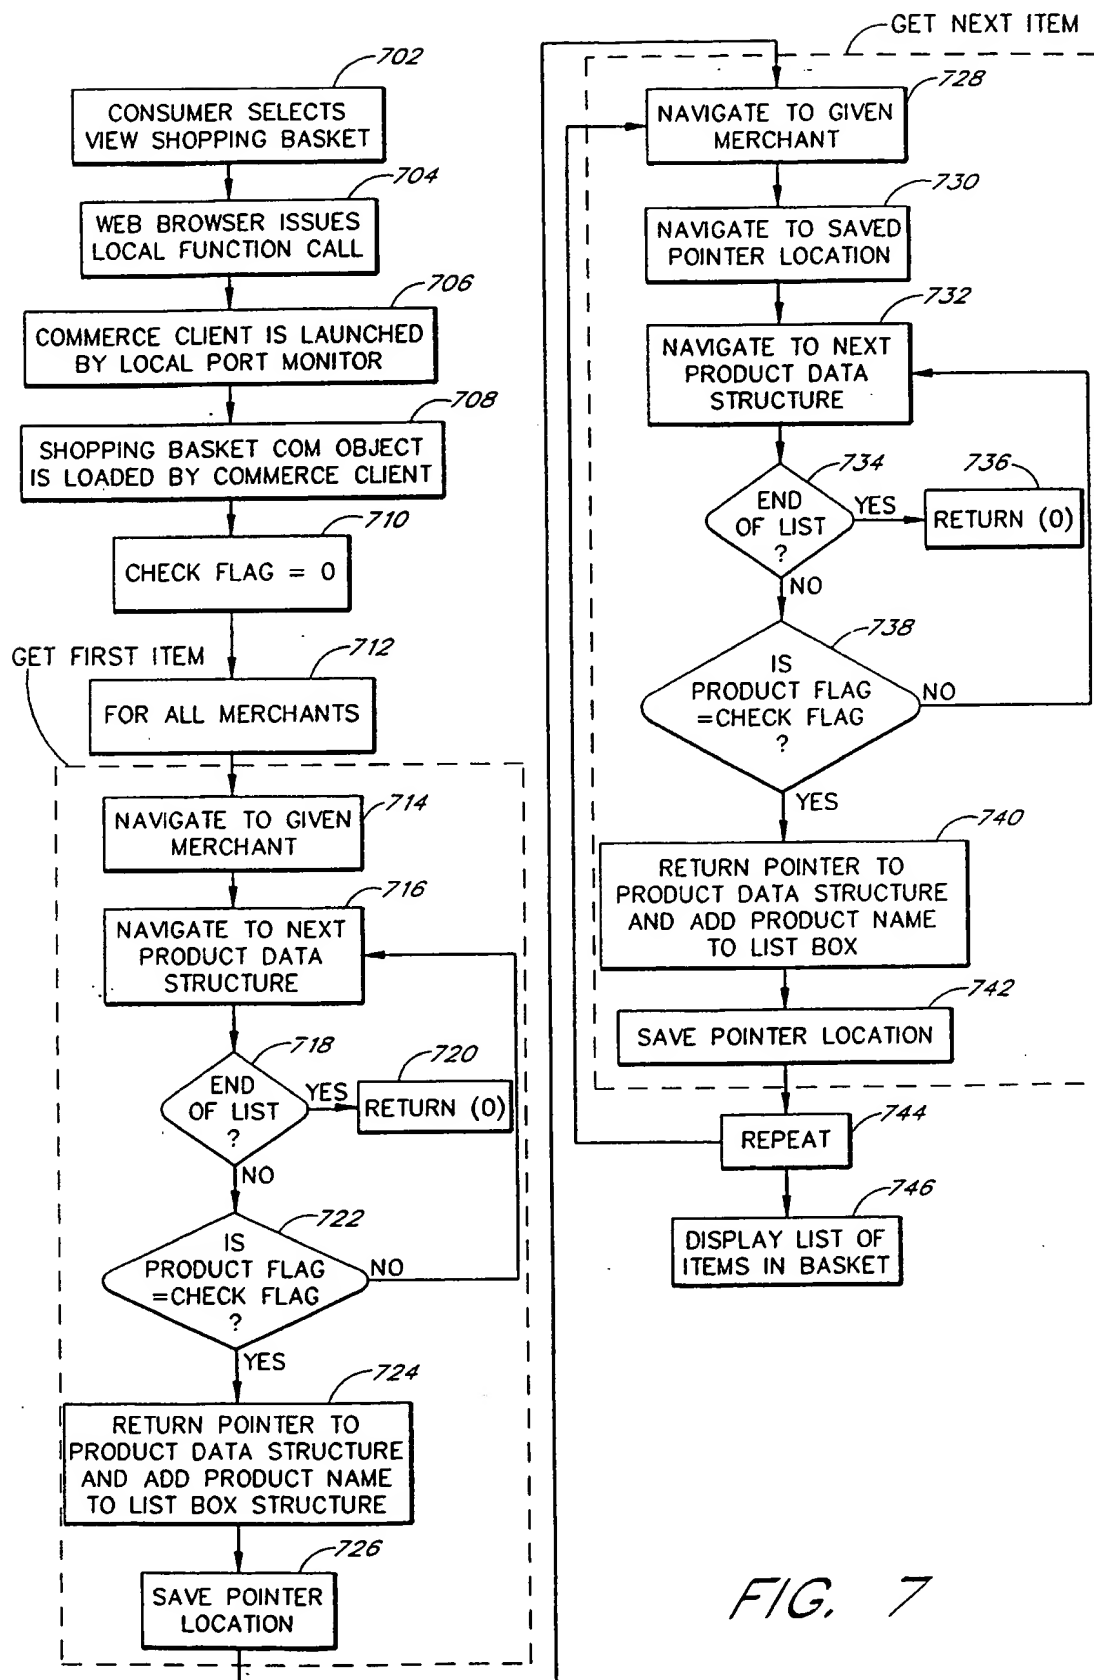 702
CONSUMER SELECTS
VIEW SHOPPING BASKET
704
WEB BROWSER ISSUES
LOCAL FUNCTION CALL
706
COMMERCE CLIENT IS LAUNCHED
BY LOCAL PORT MONITOR
708
SHOPPING BASKET COM OBJECT
IS LOADED BY COMMERCE CLIENT
710
CHECK FLAG = 0
GET FIRST ITEM
712
FOR ALL MERCHANTS
714
NAVIGATE TO GIVEN
MERCHANT
716
NAVIGATE TO NEXT
PRODUCT DATA
STRUCTURE
718
END
OF LIST
?
YES
720
RETURN (0)
NO
722
IS
PRODUCT FLAG
=CHECK FLAG
?
NO
YES
724
RETURN POINTER TO
PRODUCT DATA STRUCTURE
AND ADD PRODUCT NAME
TO LIST BOX STRUCTURE
726
SAVE POINTER
LOCATION
GET NEXT ITEM
728
NAVIGATE TO GIVEN
MERCHANT
730
NAVIGATE TO SAVED
POINTER LOCATION
732
NAVIGATE TO NEXT
PRODUCT DATA
STRUCTURE
734
END
OF LIST
?
YES
736
RETURN (0)
NO
738
IS
PRODUCT FLAG
=CHECK FLAG
?
NO
YES
740
RETURN POINTER TO
PRODUCT DATA STRUCTURE
AND ADD PRODUCT NAME
TO LIST BOX
742
SAVE POINTER LOCATION
744
REPEAT
746
DISPLAY LIST OF
ITEMS IN BASKET
FIG. 7